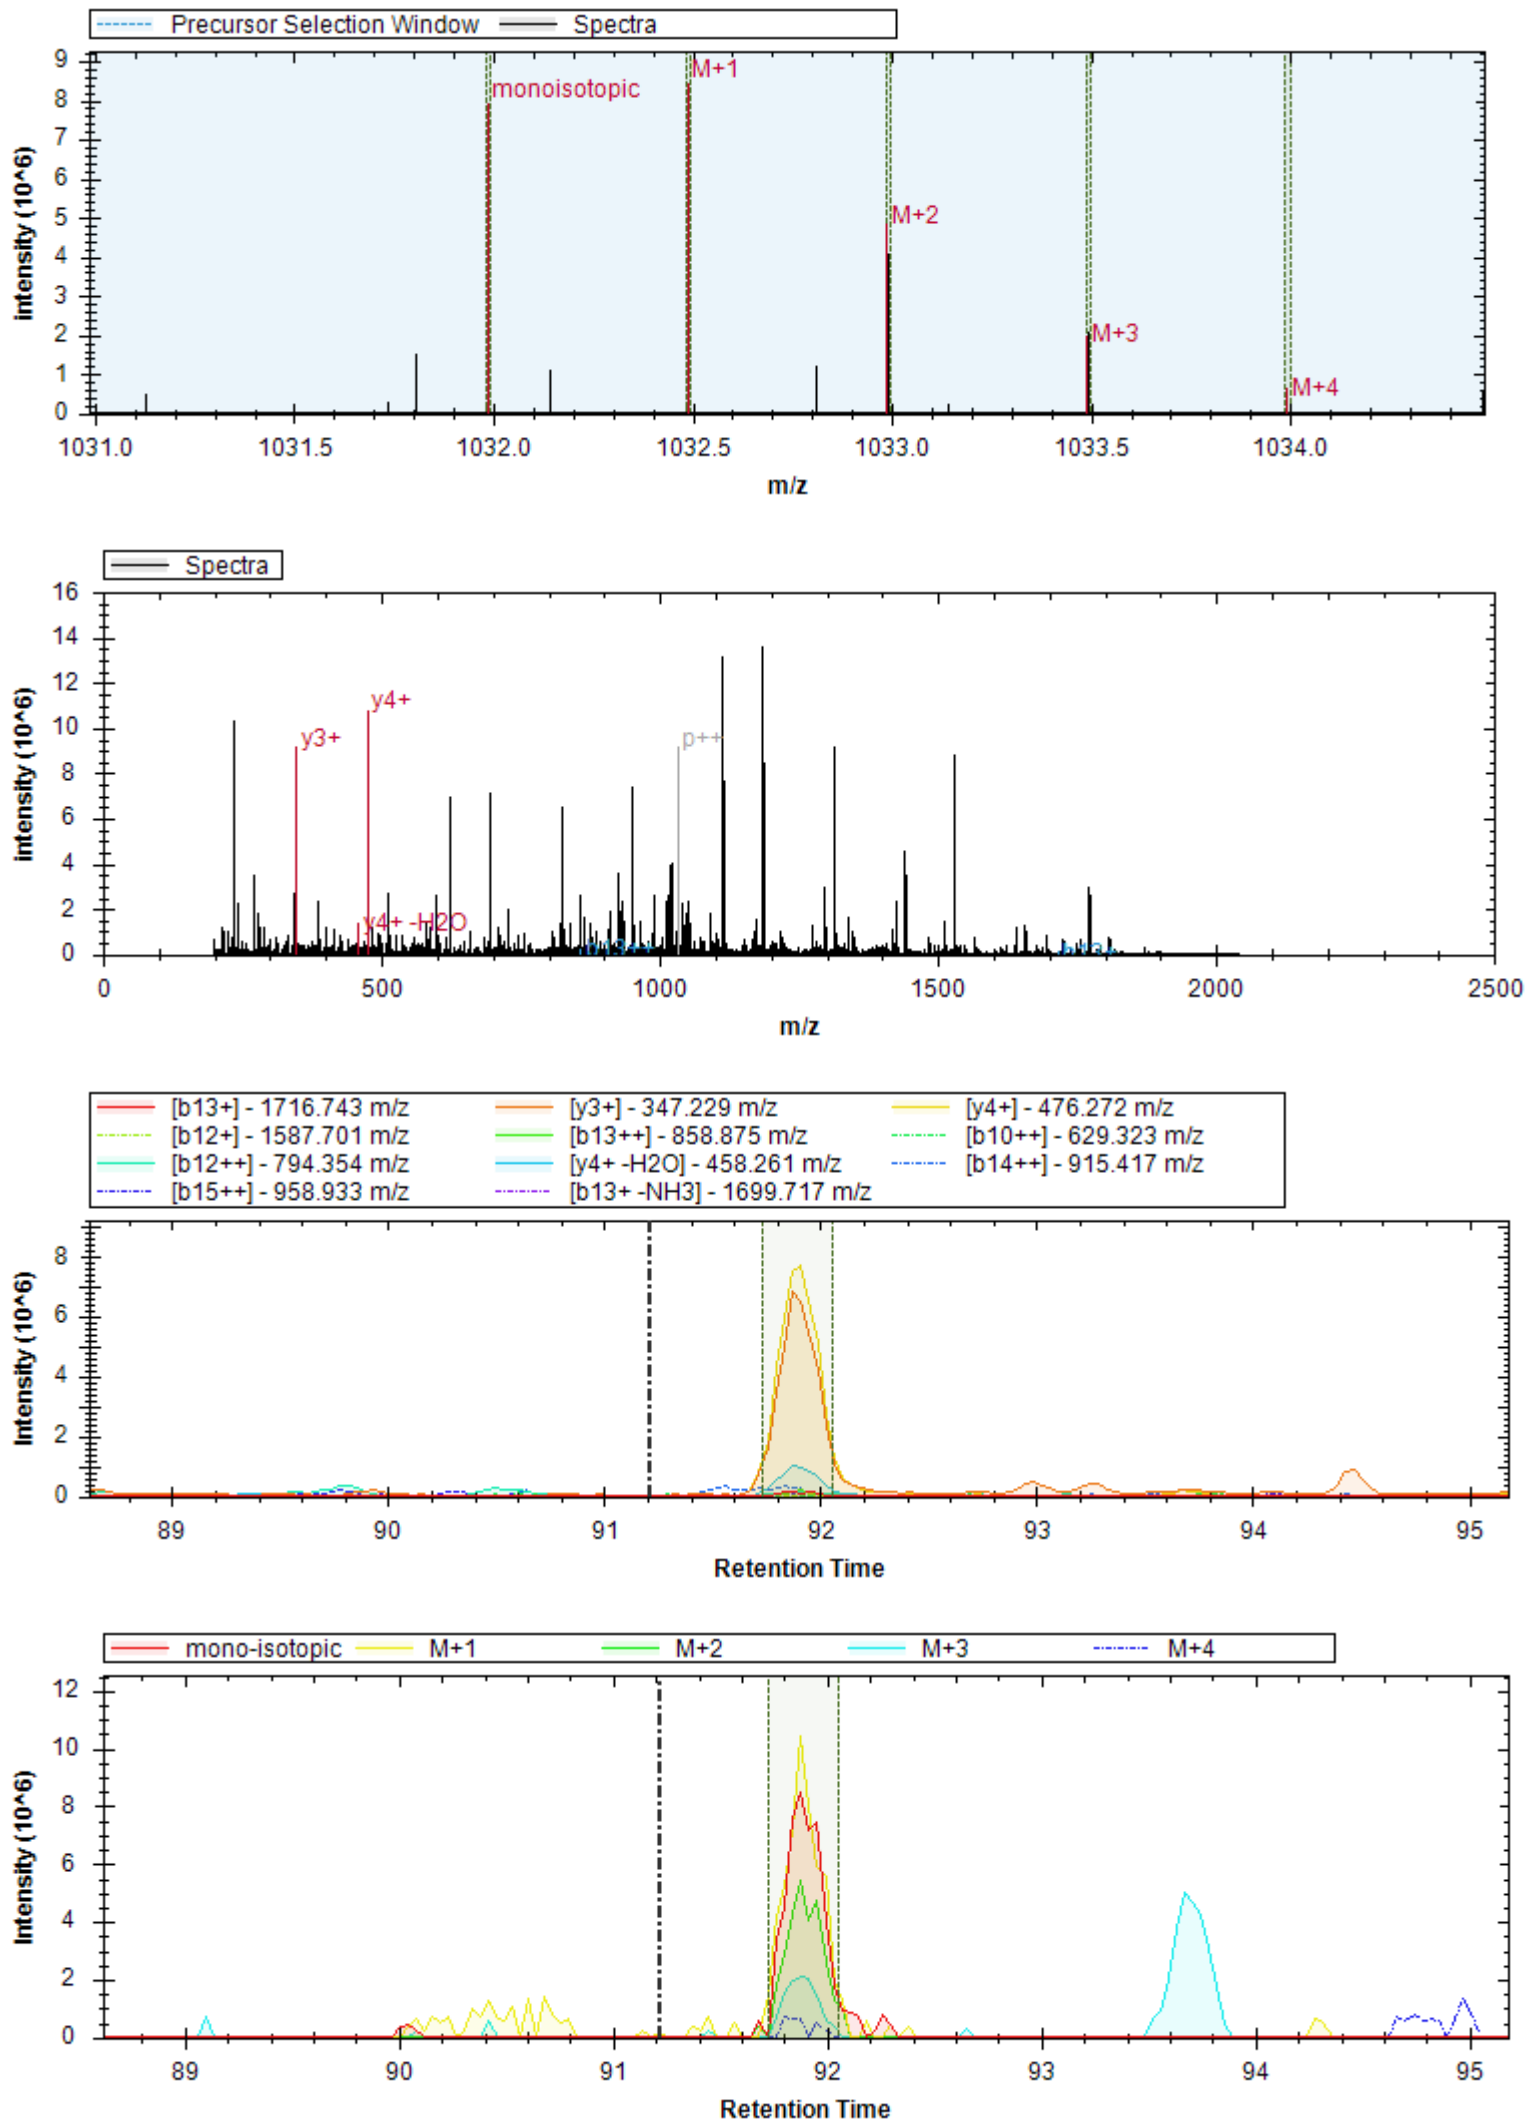 Precursor Selection Window Spectra
9
8
7
6
5
4
3
2
1
0
intensity (10^6)
monoisotopic
M+1
M+2
M+3
M+4
1031.0 1031.5 1032.0 1032.5 1033.0 1033.5 1034.0
m/z
Spectra
16
14
12
10
8
6
4
2
0
intensity (10^6)
y4+
y3+
p++
y4+ -H2O
b13++
b13+
0 500 1000 1500 2000 2500
m/z
[b13+] - 1716.743 m/z [y3+] - 347.229 m/z [y4+] - 476.272 m/z
[b12+] - 1587.701 m/z [b13++] - 858.875 m/z [b10++] - 629.323 m/z
[b12++] - 794.354 m/z [y4+ -H2O] - 458.261 m/z [b14++] - 915.417 m/z
[b15++] - 958.933 m/z [b13+ -NH3] - 1699.717 m/z
8
6
4
2
0
Intensity (10^6)
89 90 91 92 93 94 95
Retention Time
mono-isotopic M+1 M+2 M+3 M+4
12
10
8
6
4
2
0
Intensity (10^6)
89 90 91 92 93 94 95
Retention Time